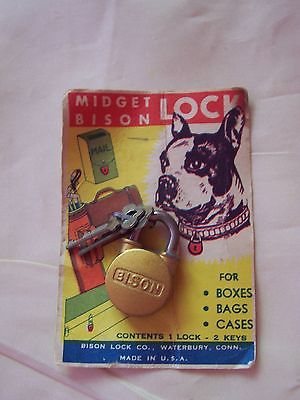 MIDGET
BISON
LOCK
MAIL
BISON
FOR
• BOXES
• BAGS
• CASES
CONTENTS 1 LOCK - 2 KEYS
BISON LOCK CO., WATERBURY, CONN.
MADE IN U.S.A.